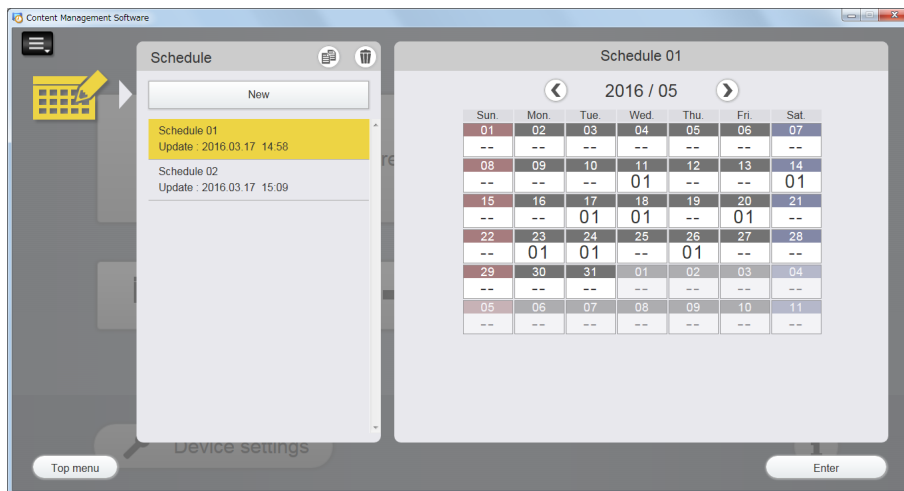 Content Management Software
Schedule
Schedule 01
New
2016 / 05
Schedule 01
Update : 2016.03.17 14:58
Schedule 02
Update : 2016.03.17 15:09
re
Sun. Mon. Tue. Wed. Thu. Fri. Sat.
01 02 03 04 05 06 07
-- -- -- -- -- -- --
08 09 10 11 12 13 14
-- -- -- 01 -- -- 01
15 16 17 18 19 20 21
-- -- 01 01 -- 01 --
22 23 24 25 26 27 28
-- 01 01 -- 01 -- --
29 30 31 01 02 03 04
-- -- -- -- -- -- --
05 06 07 08 09 10 11
-- -- -- -- -- -- --
Device settings
Top menu
Enter